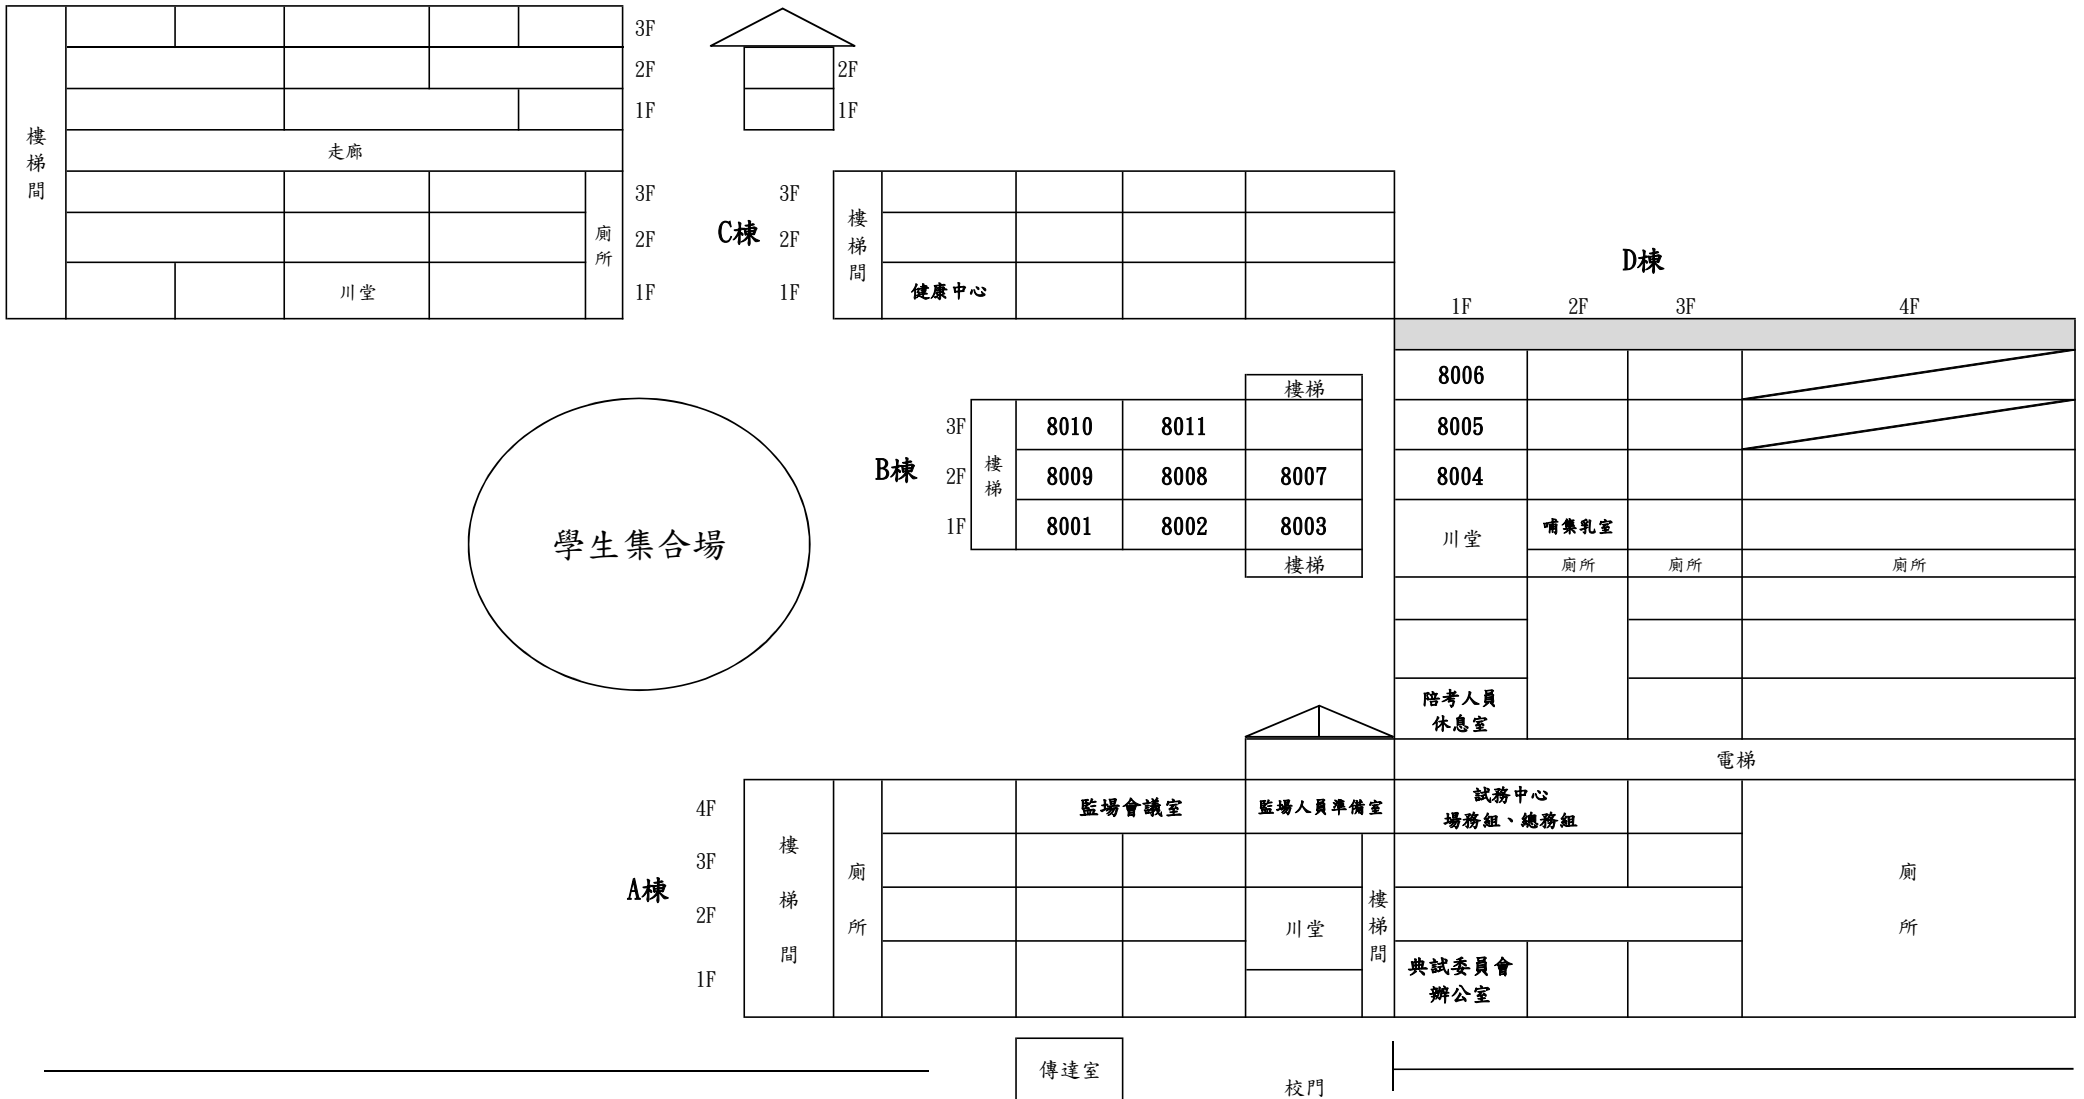 3F
2F
1F
2F
1F
樓梯間
走廊
3F
2F
1F
廁所
川堂
C棟
3F
2F
1F
樓梯間
健康中心
D棟
1F 2F 3F 4F
8006
8005
8004
川堂
哺集乳室
廁所 廁所 廁所
樓梯
B棟
3F
2F
1F
樓梯
8010 8011
8009 8008 8007
8001 8002 8003
樓梯
學生集合場
陪考人員
休息室
電梯
A棟
4F
3F
2F
1F
樓梯間
廁所
監場會議室
監場人員準備室
試務中心
場務組、總務組
川堂
樓梯間
典試委員會
辦公室
廁所
傳達室
校門